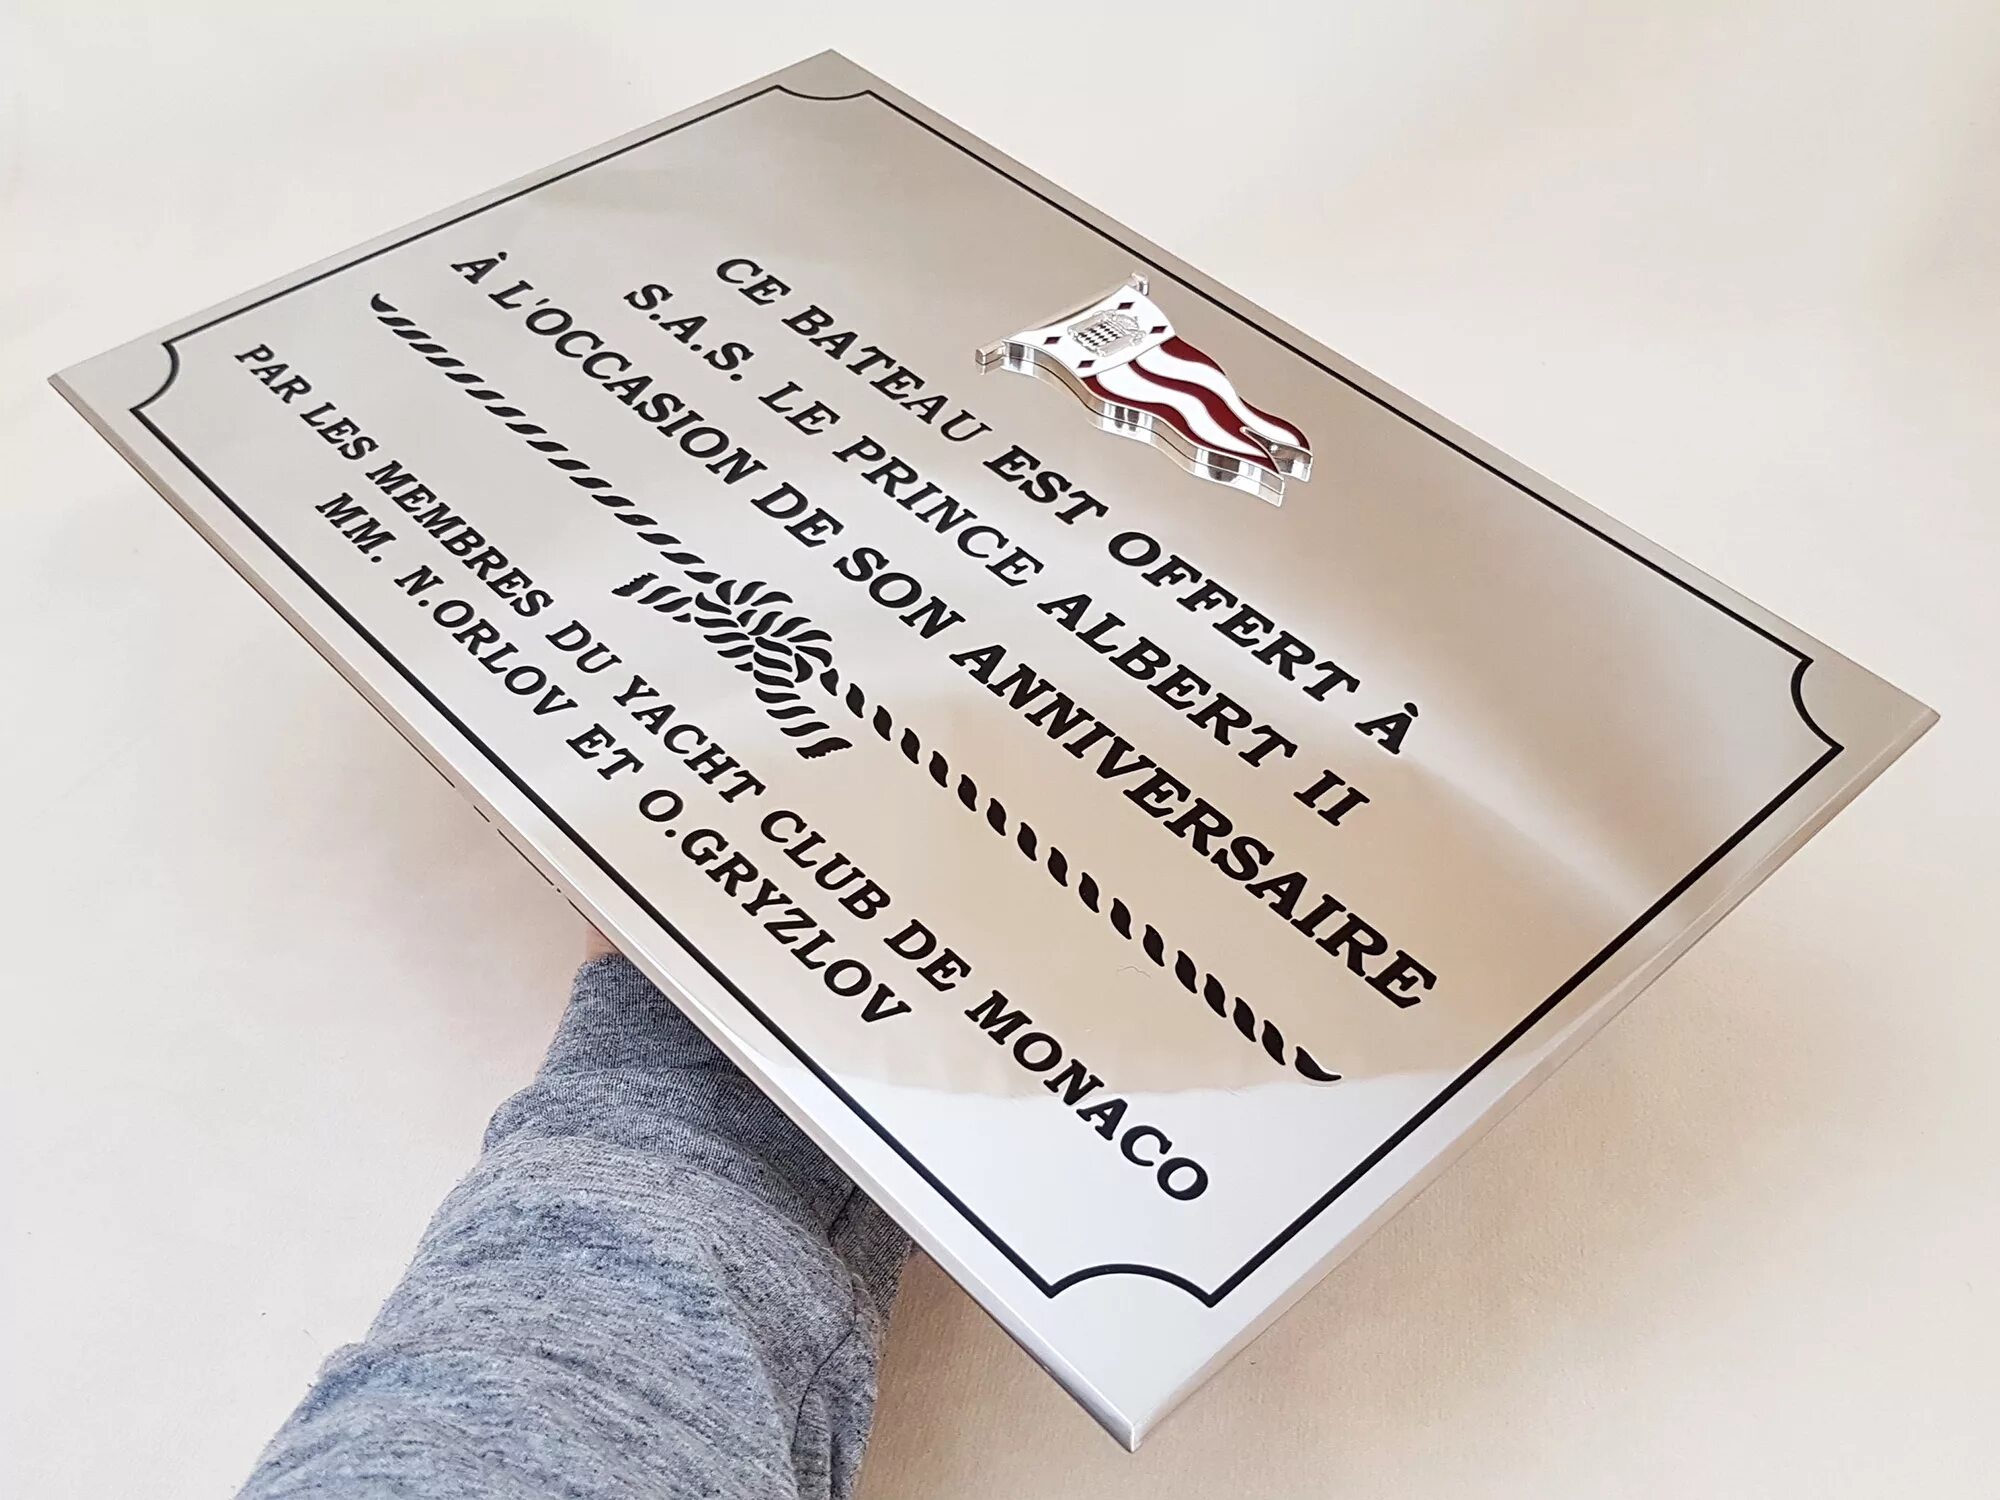 CE BATEAU EST OFFERT À
S.A.S. LE PRINCE ALBERT II
À L'OCCASION DE SON ANNIVERSAIRE
PAR LES MEMBRES DU YACHT CLUB DE MONACO
MM. N.ORLOV ET O.GRYZLOV